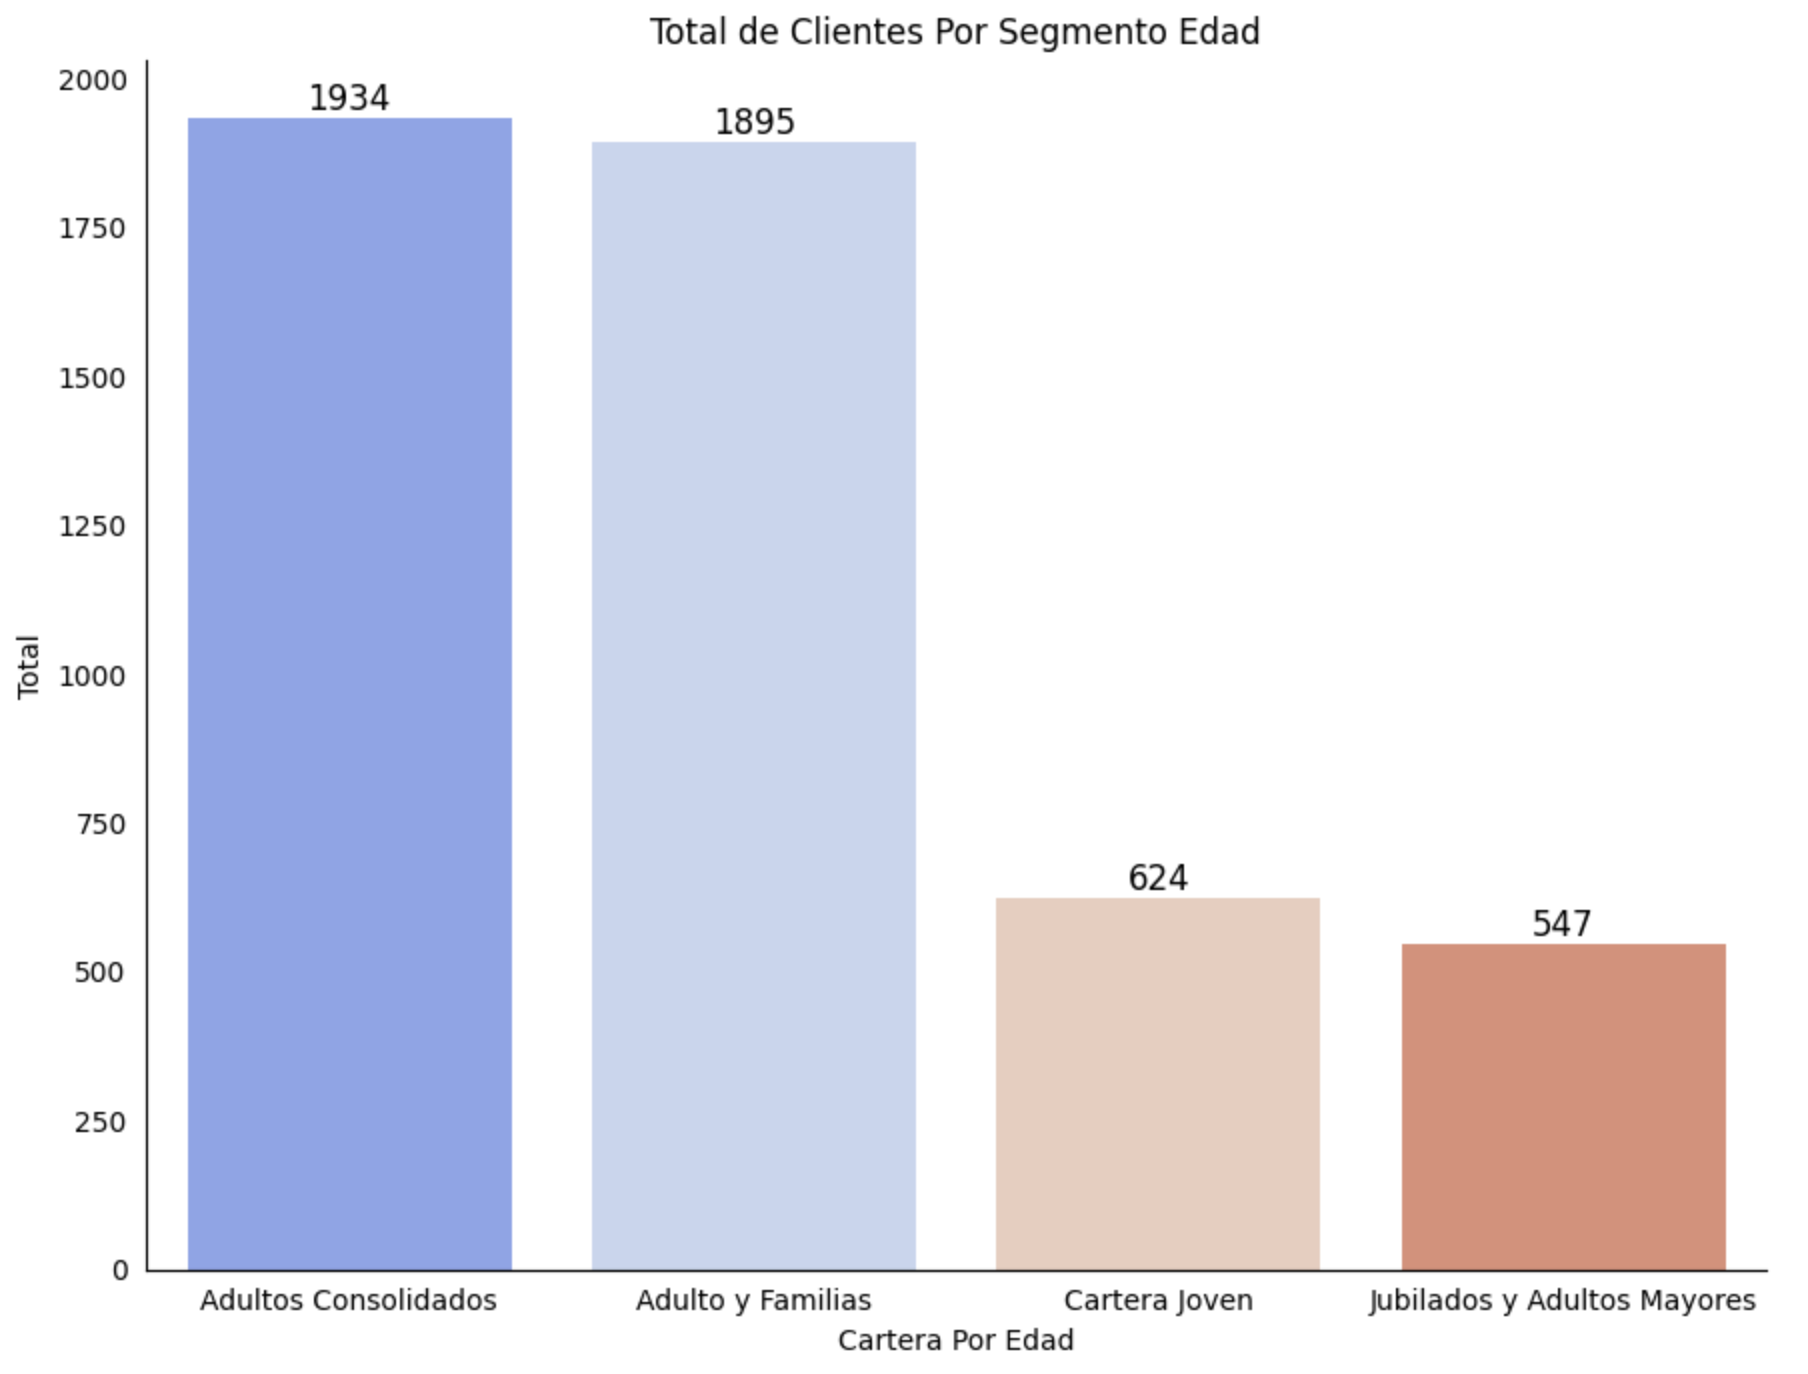 Total de Clientes Por Segmento Edad
2000
1750
1500
1250
1000
750
500
250
0
Total
1934
1895
624
547
Adultos Consolidados
Adulto y Familias
Cartera Joven
Jubilados y Adultos Mayores
Cartera Por Edad